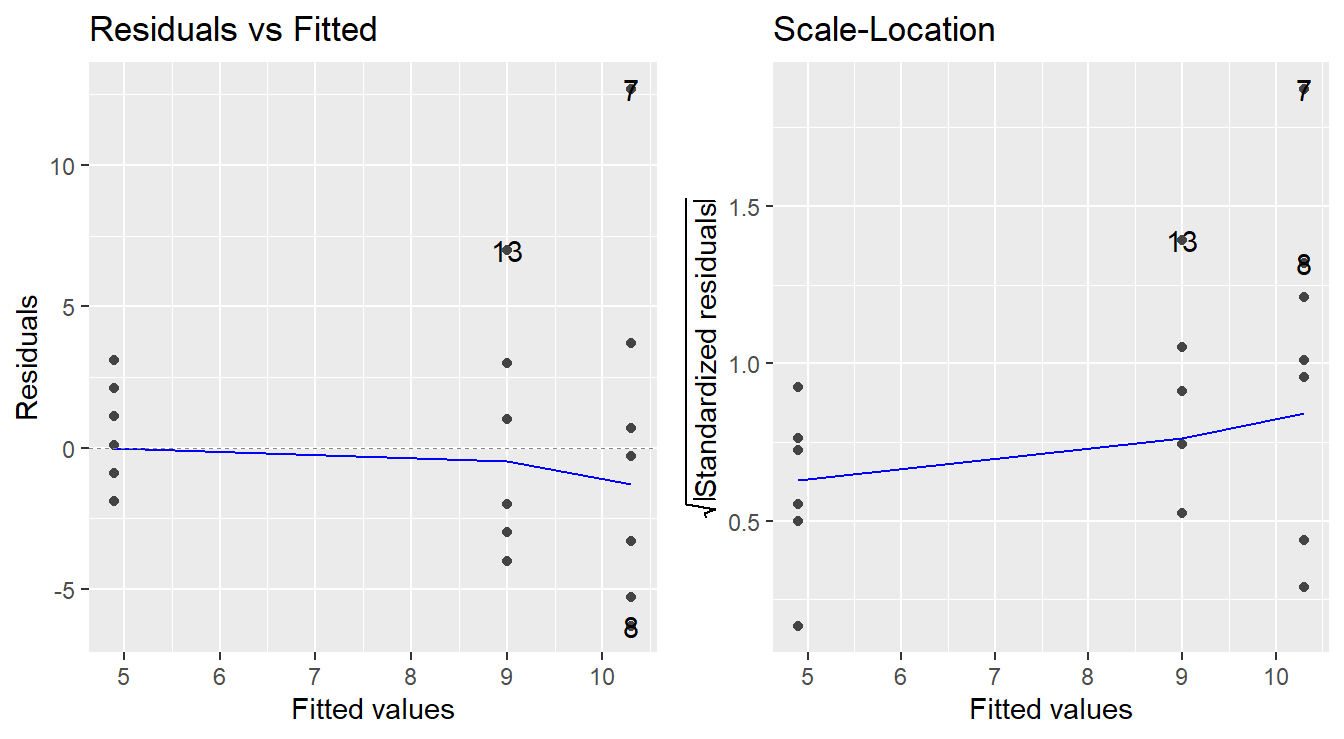 Residuals vs Fitted
Residuals
10
5
0
-5
7
13
8
5 6 7 8 9 10
Fitted values
Scale-Location
√|Standardized residuals|
1.5
1.0
0.5
7
13
8
5 6 7 8 9 10
Fitted values